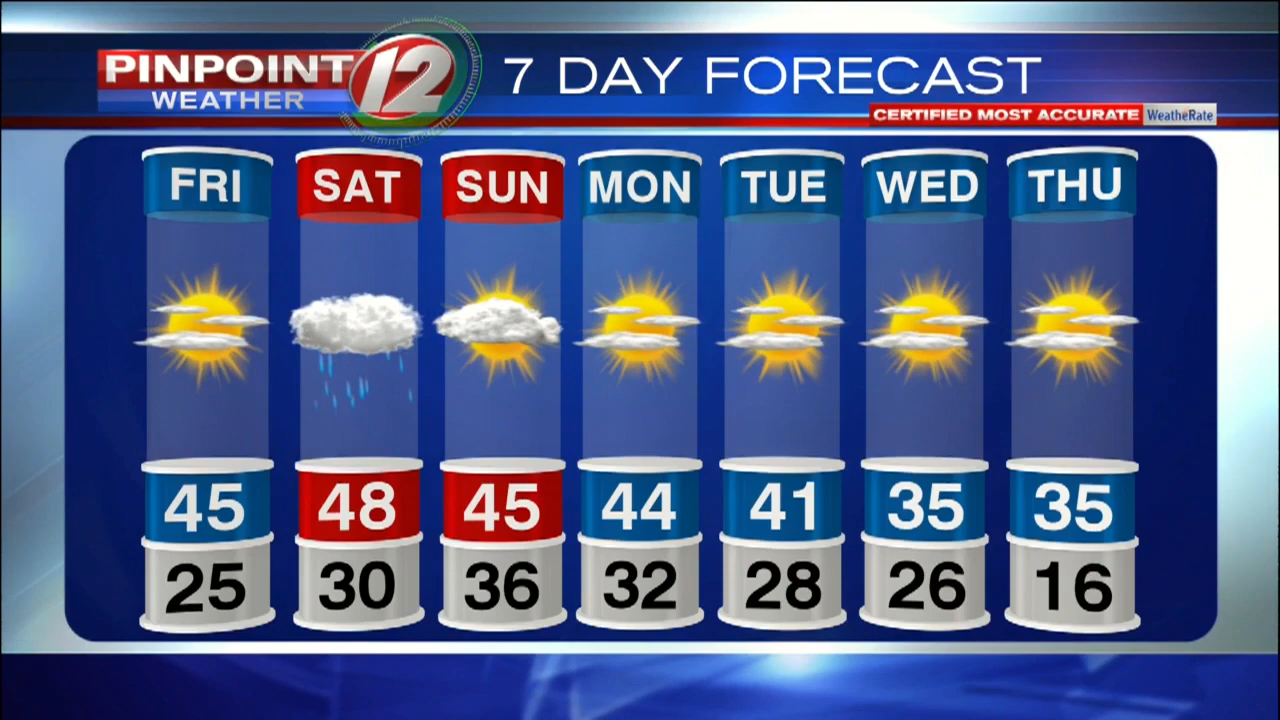 PINPOINT 12
WEATHER
7 DAY FORECAST
CERTIFIED MOST ACCURATE WeatheRate
FRI SAT SUN MON TUE WED THU
45 48 45 44 41 35 35
25 30 36 32 28 26 16